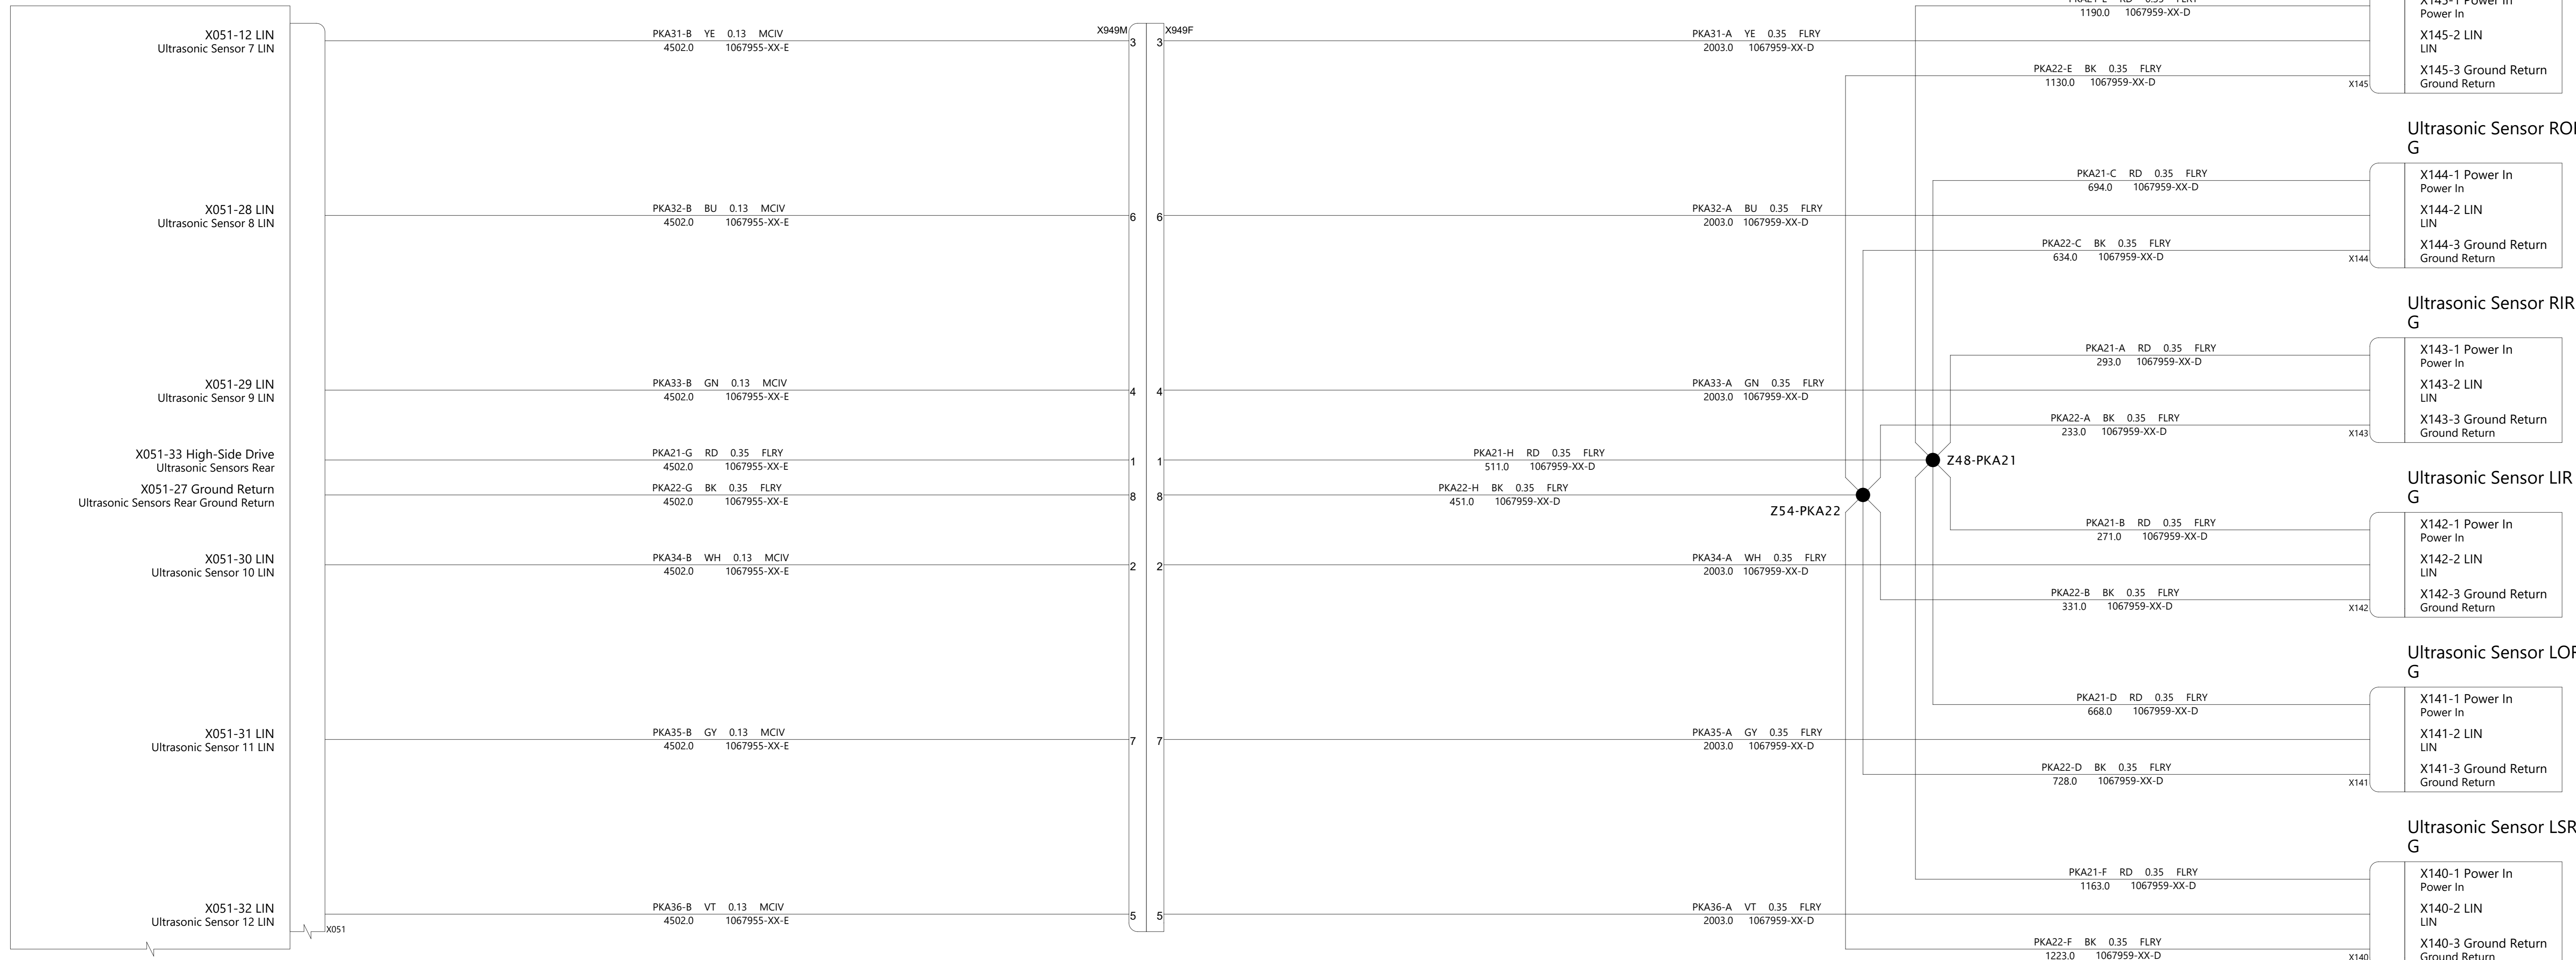 X051-12 LIN
Ultrasonic Sensor 7 LIN
X051-28 LIN
Ultrasonic Sensor 8 LIN
X051-29 LIN
Ultrasonic Sensor 9 LIN
X051-33 High-Side Drive
Ultrasonic Sensors Rear
X051-27 Ground Return
Ultrasonic Sensors Rear Ground Return
X051-30 LIN
Ultrasonic Sensor 10 LIN
X051-31 LIN
Ultrasonic Sensor 11 LIN
X051-32 LIN
Ultrasonic Sensor 12 LIN
X051
PKA31-B YE 0.13 MCIV
4502.0 1067955-XX-E
PKA32-B BU 0.13 MCIV
4502.0 1067955-XX-E
PKA33-B GN 0.13 MCIV
4502.0 1067955-XX-E
PKA21-G RD 0.35 FLRY
4502.0 1067955-XX-E
PKA22-G BK 0.35 FLRY
4502.0 1067955-XX-E
PKA34-B WH 0.13 MCIV
4502.0 1067955-XX-E
PKA35-B GY 0.13 MCIV
4502.0 1067955-XX-E
PKA36-B VT 0.13 MCIV
4502.0 1067955-XX-E
X949M X949F
3 3
6 6
4 4
1 1
8 8
2 2
7 7
5 5
PKA31-A YE 0.35 FLRY
2003.0 1067959-XX-D
PKA32-A BU 0.35 FLRY
2003.0 1067959-XX-D
PKA33-A GN 0.35 FLRY
2003.0 1067959-XX-D
PKA21-H RD 0.35 FLRY
511.0 1067959-XX-D
PKA22-H BK 0.35 FLRY
451.0 1067959-XX-D
PKA34-A WH 0.35 FLRY
2003.0 1067959-XX-D
PKA35-A GY 0.35 FLRY
2003.0 1067959-XX-D
PKA36-A VT 0.35 FLRY
2003.0 1067959-XX-D
Z48-PKA21
Z54-PKA22
1190.0 1067959-XX-D
PKA22-E BK 0.35 FLRY
1130.0 1067959-XX-D
PKA21-C RD 0.35 FLRY
694.0 1067959-XX-D
PKA22-C BK 0.35 FLRY
634.0 1067959-XX-D
PKA21-A RD 0.35 FLRY
293.0 1067959-XX-D
PKA22-A BK 0.35 FLRY
233.0 1067959-XX-D
PKA21-B RD 0.35 FLRY
271.0 1067959-XX-D
PKA22-B BK 0.35 FLRY
331.0 1067959-XX-D
PKA21-D RD 0.35 FLRY
668.0 1067959-XX-D
PKA22-D BK 0.35 FLRY
728.0 1067959-XX-D
PKA21-F RD 0.35 FLRY
1163.0 1067959-XX-D
PKA22-F BK 0.35 FLRY
1223.0 1067959-XX-D
X145-1 Power In
Power In
X145-2 LIN
LIN
X145-3 Ground Return
Ground Return
X145
Ultrasonic Sensor
G
X144-1 Power In
Power In
X144-2 LIN
LIN
X144-3 Ground Return
Ground Return
X144
Ultrasonic Sensor RIR
G
X143-1 Power In
Power In
X143-2 LIN
LIN
X143-3 Ground Return
Ground Return
X143
Ultrasonic Sensor LIR
G
X142-1 Power In
Power In
X142-2 LIN
LIN
X142-3 Ground Return
Ground Return
X142
Ultrasonic Sensor
G
X141-1 Power In
Power In
X141-2 LIN
LIN
X141-3 Ground Return
Ground Return
X141
Ultrasonic Sensor LSR
G
X140-1 Power In
Power In
X140-2 LIN
LIN
X140-3 Ground Return
Ground Return
X140